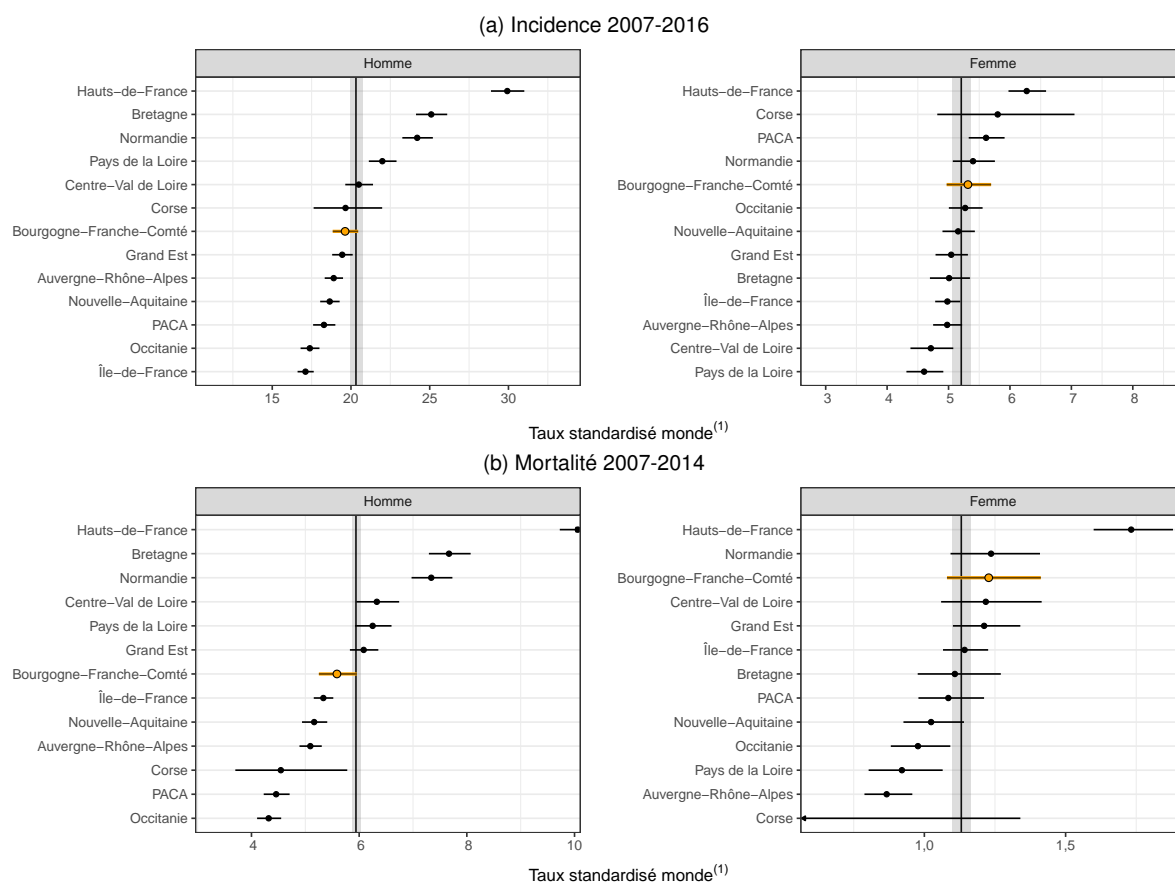 (a) Incidence 2007-2016
Homme
Hauts−de−France
Bretagne
Normandie
Pays de la Loire
Centre−Val de Loire
Corse
Bourgogne−Franche−Comté
Grand Est
Auvergne−Rhône−Alpes
Nouvelle−Aquitaine
PACA
Occitanie
Île−de−France
15 20 25 30
Femme
Hauts−de−France
Corse
PACA
Normandie
Bourgogne−Franche−Comté
Occitanie
Nouvelle−Aquitaine
Grand Est
Bretagne
Île−de−France
Auvergne−Rhône−Alpes
Centre−Val de Loire
Pays de la Loire
3 4 5 6 7 8
Taux standardisé monde(1)
(b) Mortalité 2007-2014
Homme
Hauts−de−France
Bretagne
Normandie
Centre−Val de Loire
Pays de la Loire
Grand Est
Bourgogne−Franche−Comté
Île−de−France
Nouvelle−Aquitaine
Auvergne−Rhône−Alpes
Corse
PACA
Occitanie
4 6 8 10
Femme
Hauts−de−France
Normandie
Bourgogne−Franche−Comté
Centre−Val de Loire
Grand Est
Île−de−France
Bretagne
PACA
Nouvelle−Aquitaine
Occitanie
Pays de la Loire
Auvergne−Rhône−Alpes
Corse
1,0 1,5
Taux standardisé monde(1)